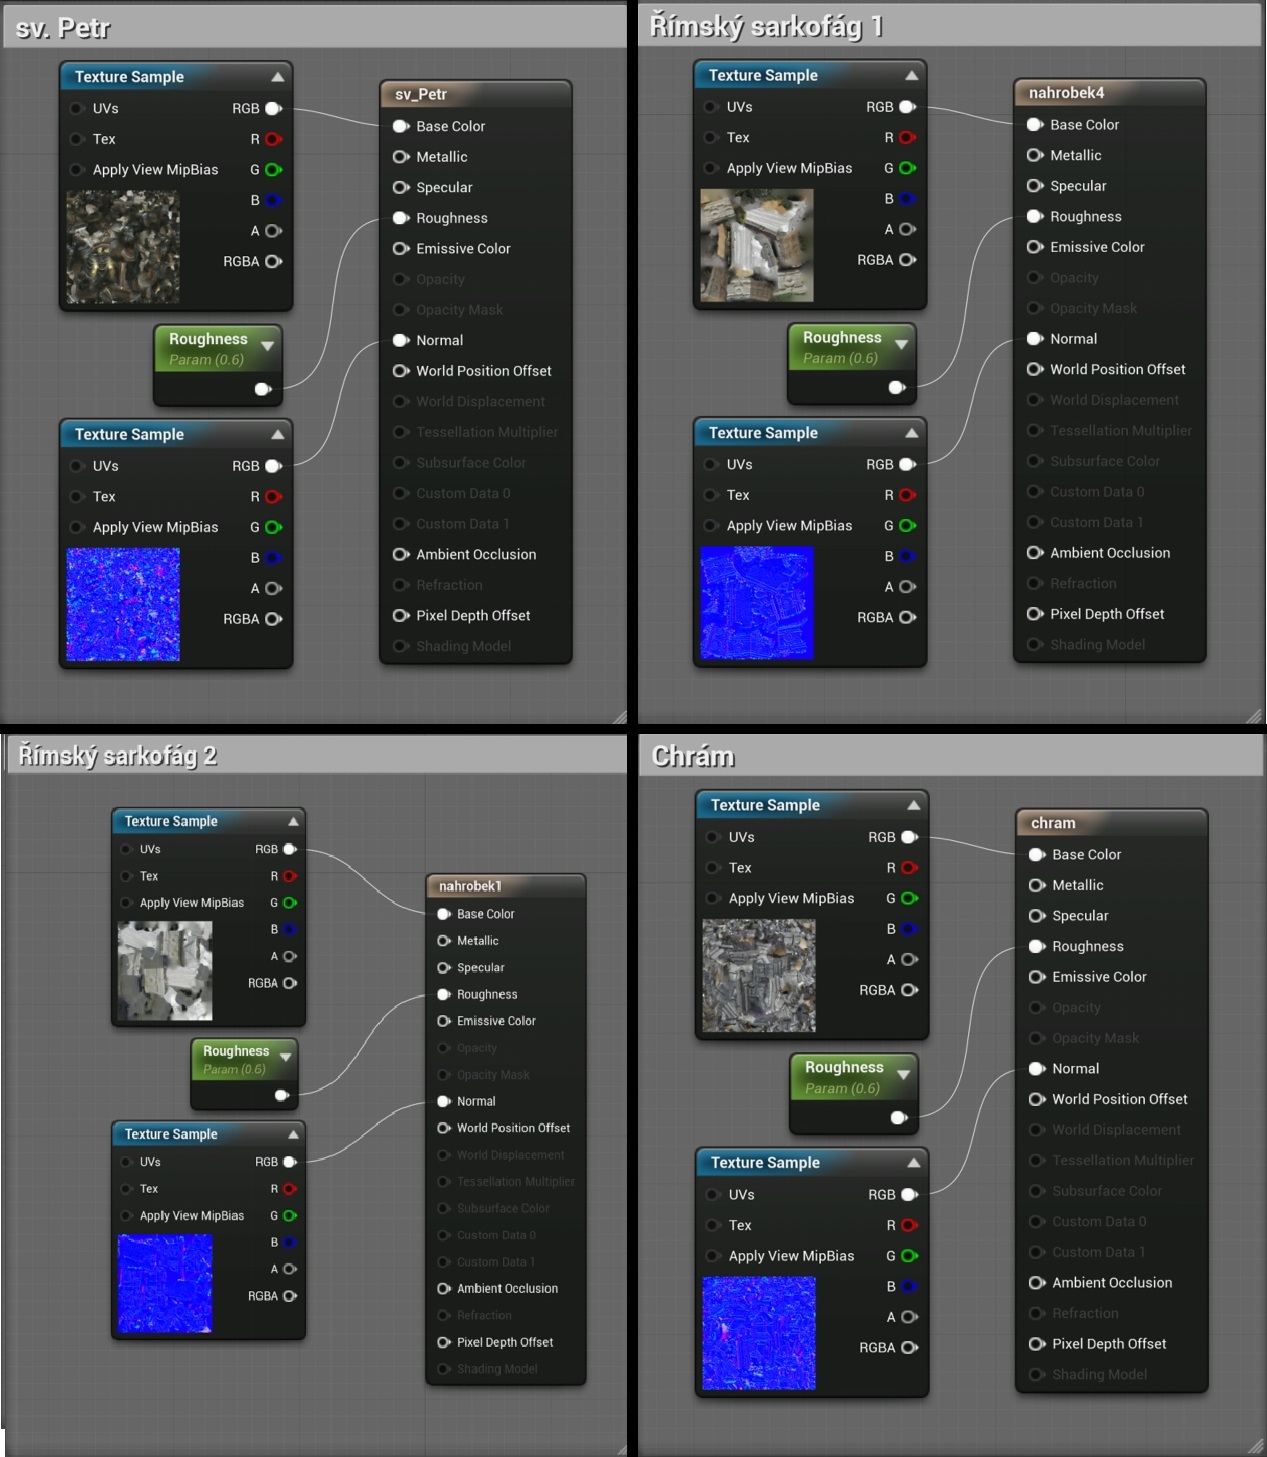 sv. Petr
Texture Sample
UVs RGB
Tex R
Apply View MipBias G
B
A
RGBA
Roughness
Param (0.6)
Texture Sample
UVs RGB
Tex R
Apply View MipBias G
B
A
RGBA
sv_Petr
Base Color
Metallic
Specular
Roughness
Emissive Color
Opacity
Opacity Mask
Normal
World Position Offset
World Displacement
Tessellation Multiplier
Subsurface Color
Custom Data 0
Custom Data 1
Ambient Occlusion
Refraction
Pixel Depth Offset
Shading Model
Římský sarkofág 1
Texture Sample
UVs RGB
Tex R
Apply View MipBias G
B
A
RGBA
Roughness
Param (0.6)
Texture Sample
UVs RGB
Tex R
Apply View MipBias G
B
A
RGBA
nahrobek4
Base Color
Metallic
Specular
Roughness
Emissive Color
Opacity
Opacity Mask
Normal
World Position Offset
World Displacement
Tessellation Multiplier
Subsurface Color
Custom Data 0
Custom Data 1
Ambient Occlusion
Refraction
Pixel Depth Offset
Shading Model
Římský sarkofág 2
Texture Sample
UVs RGB
Tex R
Apply View MipBias G
B
A
RGBA
Roughness
Param (0.6)
Texture Sample
UVs RGB
Tex R
Apply View MipBias G
B
A
RGBA
nahrobek1
Base Color
Metallic
Specular
Roughness
Emissive Color
Opacity
Opacity Mask
Normal
World Position Offset
World Displacement
Tessellation Multiplier
Subsurface Color
Custom Data 0
Custom Data 1
Ambient Occlusion
Refraction
Pixel Depth Offset
Shading Model
Chrám
Texture Sample
UVs RGB
Tex R
Apply View MipBias G
B
A
RGBA
Roughness
Param (0.6)
Texture Sample
UVs RGB
Tex R
Apply View MipBias G
B
A
RGBA
chram
Base Color
Metallic
Specular
Roughness
Emissive Color
Opacity
Opacity Mask
Normal
World Position Offset
World Displacement
Tessellation Multiplier
Subsurface Color
Custom Data 0
Custom Data 1
Ambient Occlusion
Refraction
Pixel Depth Offset
Shading Model